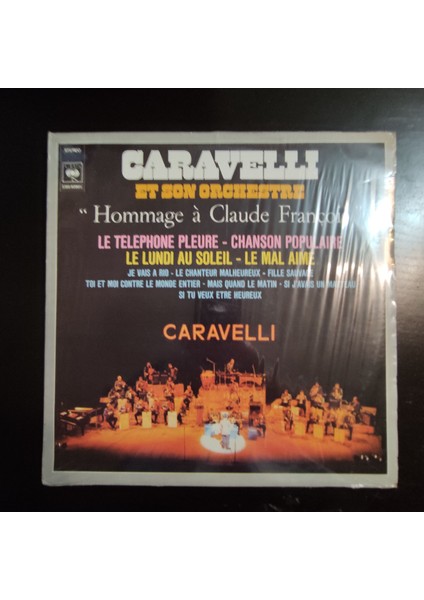 CARAVELLI
ET SON ORCHESTRE
“ Hommage à Claude
LE TELEPHONE PLEURE - CHANSON POPULAIRE
LE LUNDI AU SOLEIL - LE MAL AIME
JE VAIS A RIO - LE CHANTEUR MALHEUREUX - FILLE SAUVAGE
TOI ET MOI CONTRE LE MONDE ENTIER - MAIS QUAND LE MATIN - SI J'AVAIS UN
SI TU VEUX ETRE HEUREUX
CARAVELLI